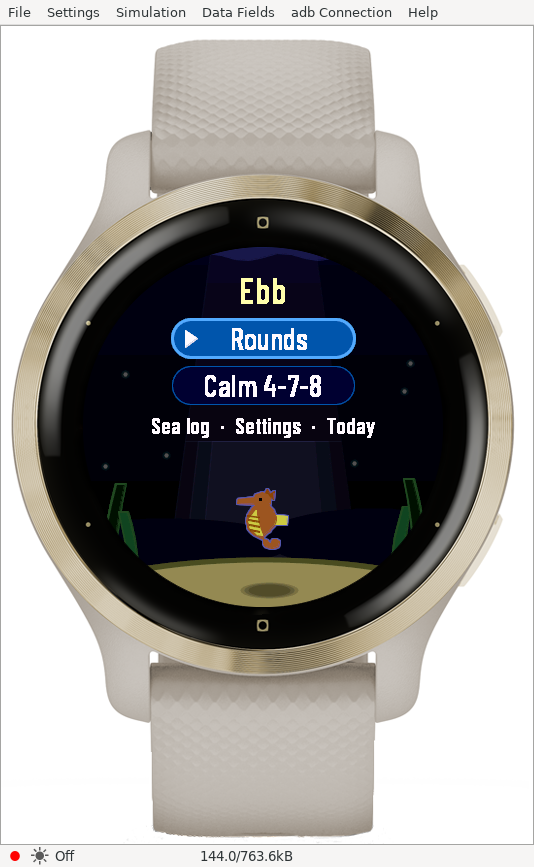 File Settings Simulation Data Fields adb Connection Help
Ebb
Rounds
Calm 4-7-8
Sea log · Settings · Today
Off 144.0/763.6kB